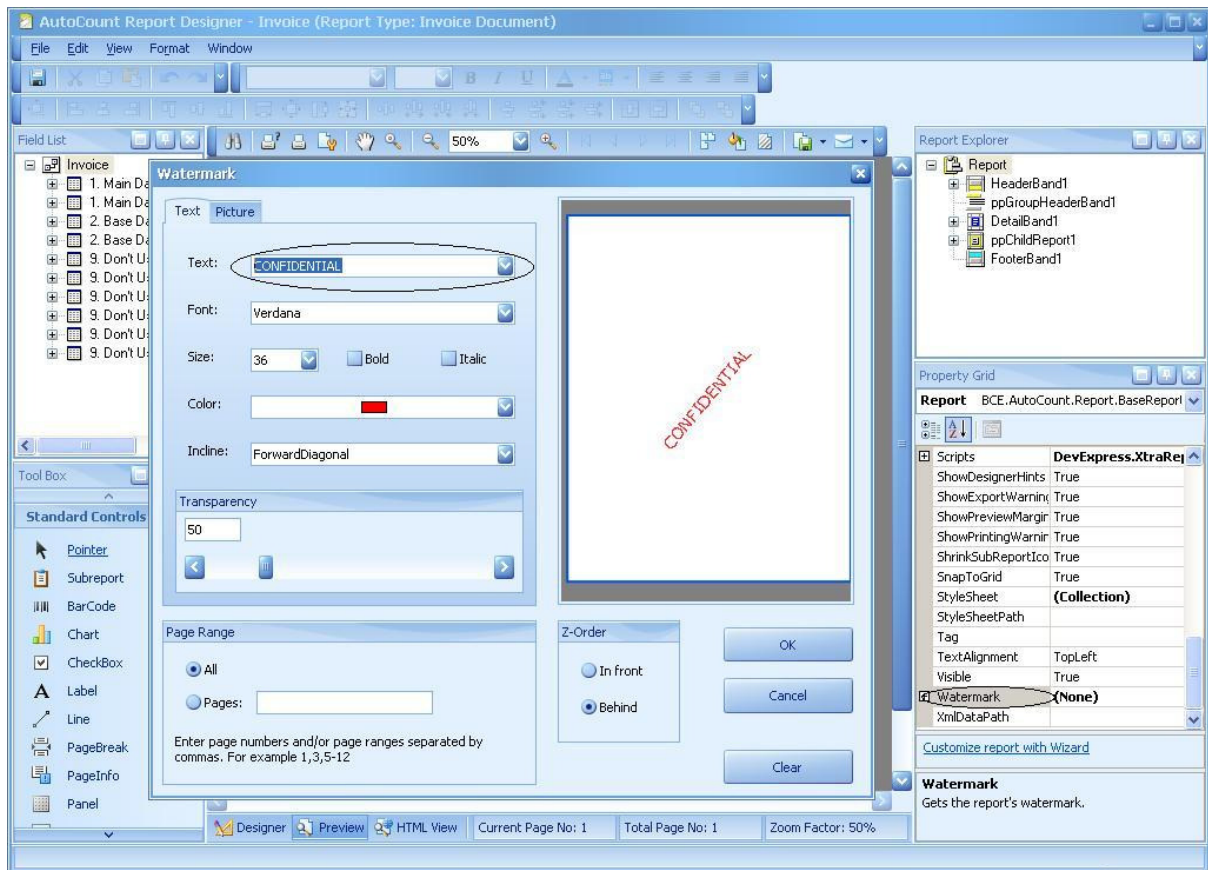 AutoCount Report Designer - Invoice (Report Type: Invoice Document)
File Edit View Format Window
50%
Field List
Invoice
1. Main Da
1. Main Da
2. Base Da
2. Base Da
9. Don't U
9. Don't U
9. Don't U
9. Don't U
9. Don't U
9. Don't U
Tool Box
Standard Controls
Pointer
Subreport
BarCode
Chart
CheckBox
Label
Line
PageBreak
PageInfo
Panel
Watermark
Text Picture
Text: CONFIDENTIAL
Font: Verdana
Size: 36 Bold Italic
Color:
Incline: ForwardDiagonal
Transparency
50
Page Range
All
Pages:
Enter page numbers and/or page ranges separated by
commas. For example 1,3,5-12
CONFIDENTIAL
Z-Order
In front
Behind
OK
Cancel
Clear
Designer Preview HTML View Current Page No: 1 Total Page No: 1 Zoom Factor: 50%
Report Explorer
Report
HeaderBand1
ppGroupHeaderBand1
DetailBand1
ppChildReport1
FooterBand1
Property Grid
Report BCE.AutoCount.Report.BaseReport
Scripts DevExpress.XtraRe
ShowDesignerHints True
ShowExportWarnin True
ShowPreviewMargir True
ShowPrintingWarnir True
ShrinkSubReportIco True
SnapToGrid True
StyleSheet (Collection)
StyleSheetPath
Tag
TextAlignment TopLeft
Visible True
Watermark (None)
XmlDataPath
Customize report with Wizard
Watermark
Gets the report's watermark.